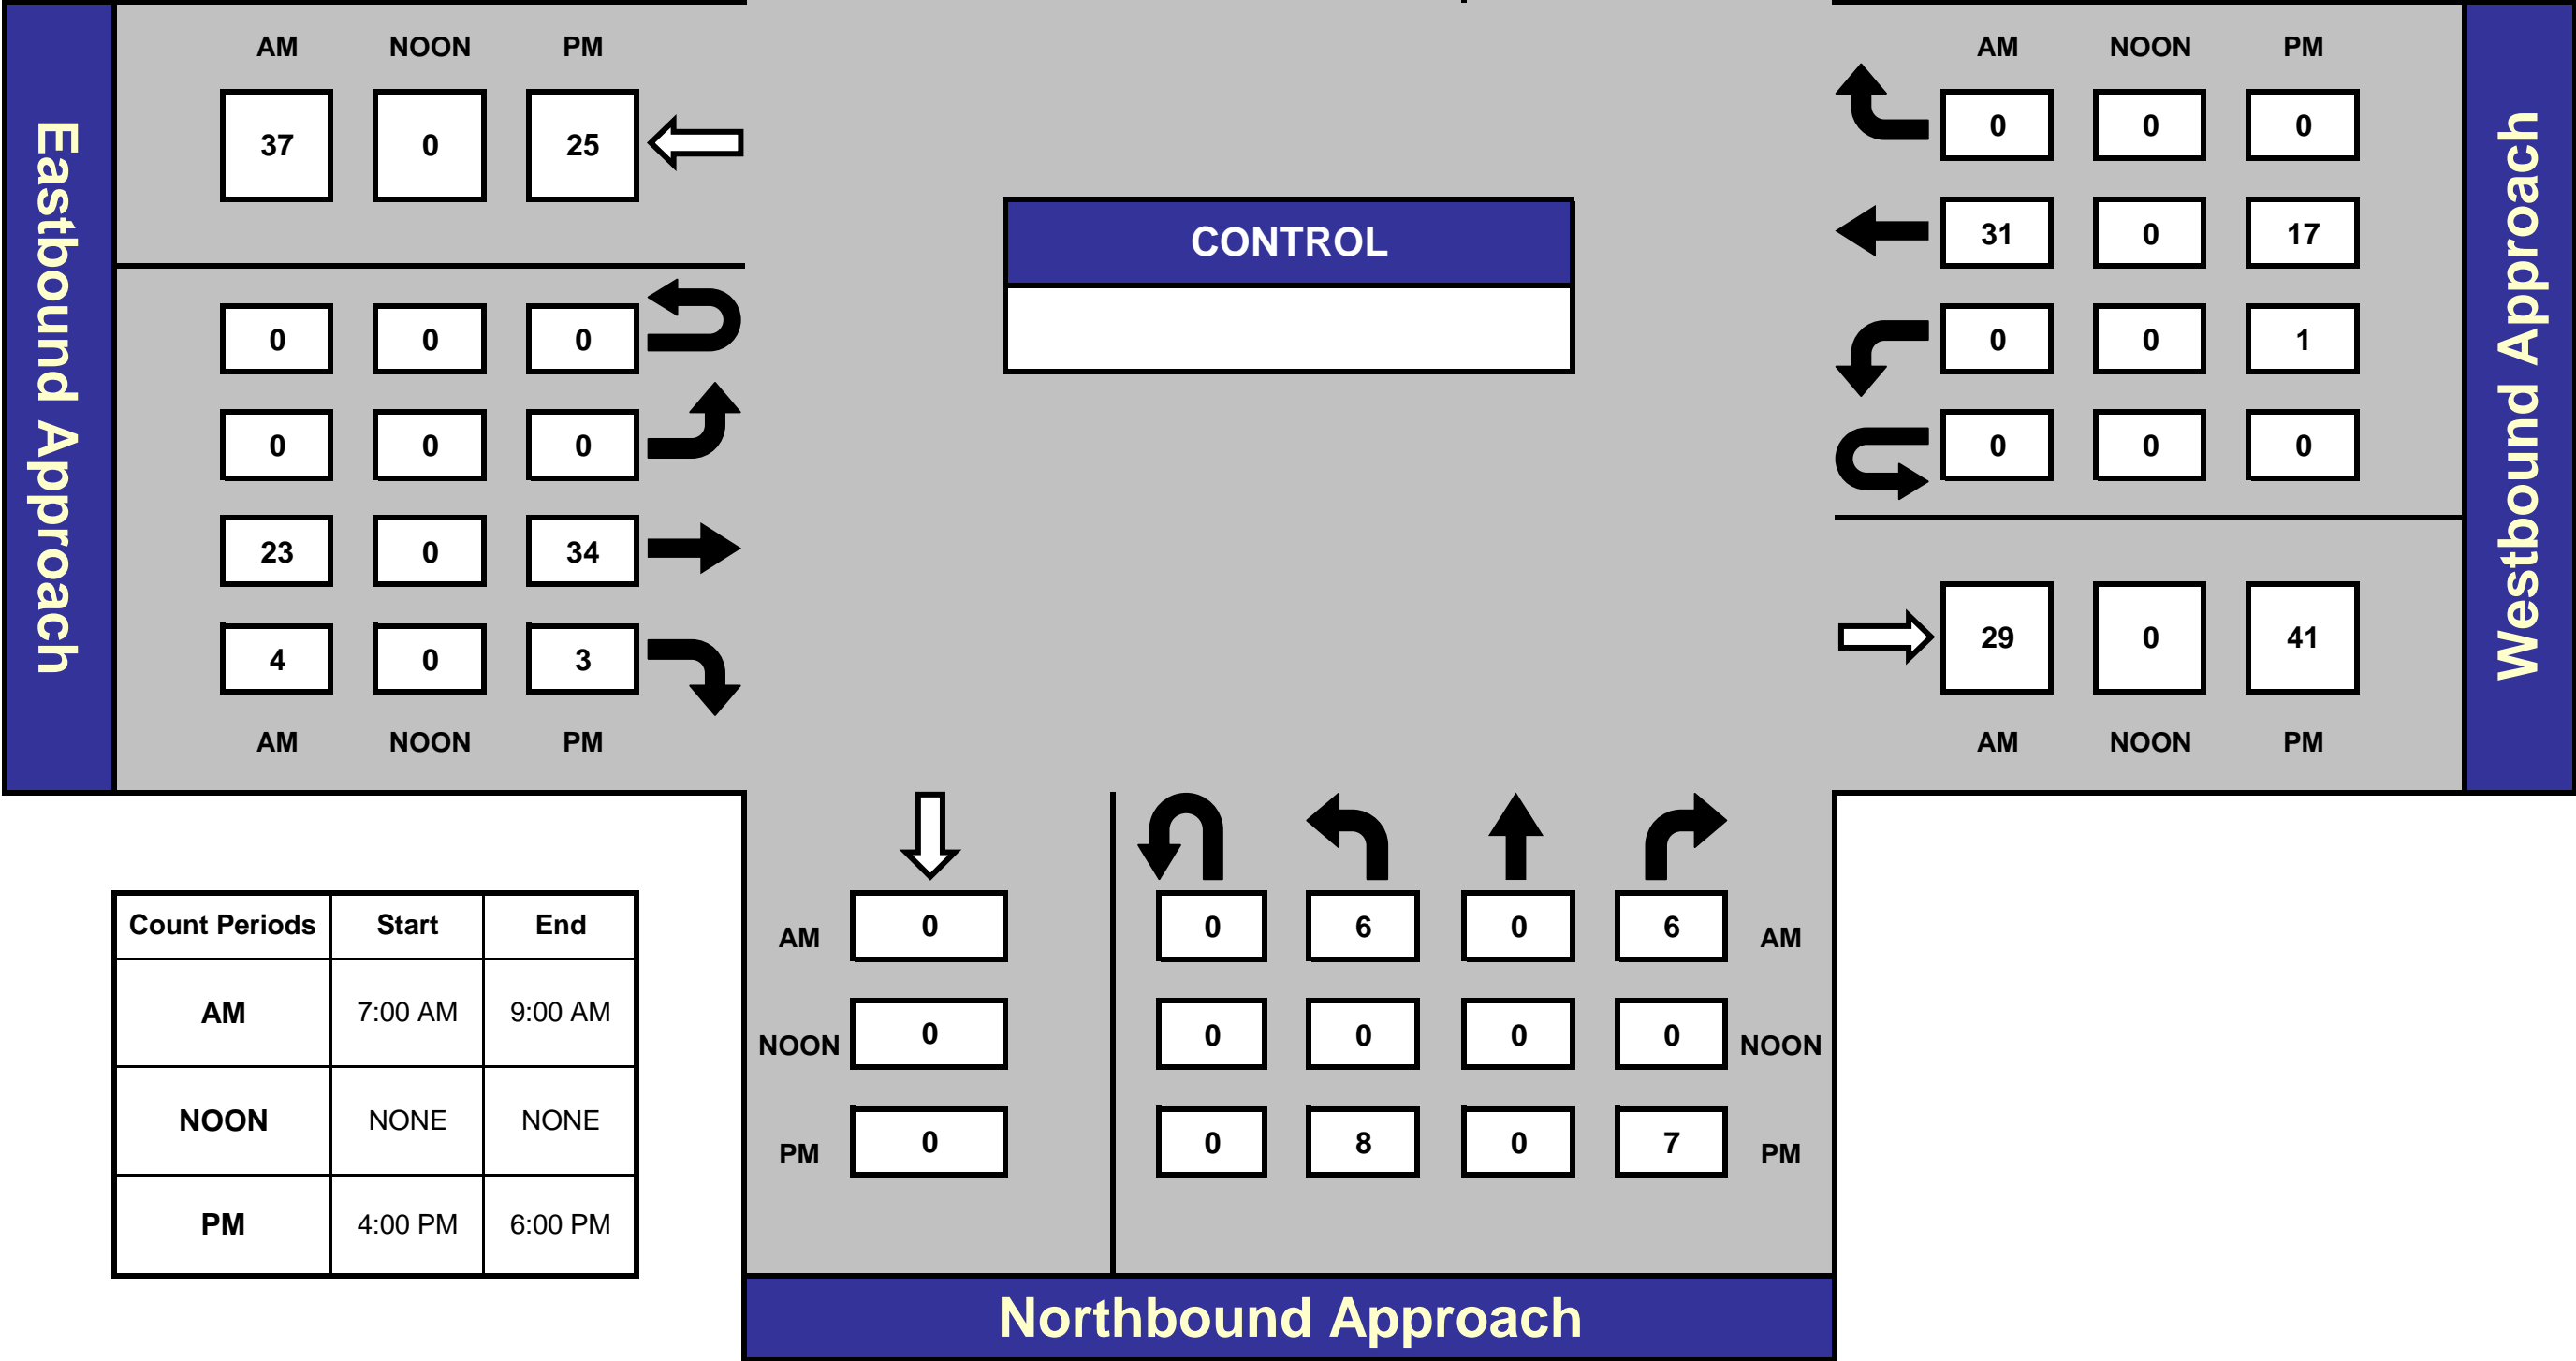 Eastbound Approach
AM NOON PM
37 0 25
0 0 0
0 0 0
23 0 34
4 0 3
AM NOON PM
CONTROL
AM NOON PM
0 0 0
31 0 17
0 0 1
0 0 0
29 0 41
AM NOON PM
Westbound Approach
Count Periods Start End
AM 7:00 AM 9:00 AM
NOON NONE NONE
PM 4:00 PM 6:00 PM
AM 0 0 6 0 6 AM
NOON 0 0 0 0 0 NOON
PM 0 0 8 0 7 PM
Northbound Approach